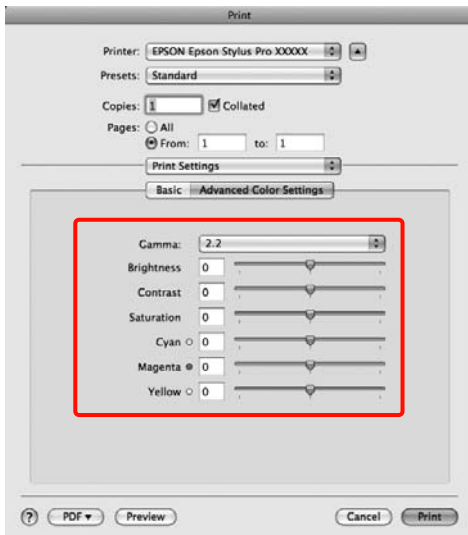 Print
Printer: EPSON Epson Stylus Pro XXXXX
Presets: Standard
Copies: 1 Collated
Pages: All
From: 1 to: 1
Print Settings
Basic Advanced Color Settings
Gamma: 2.2
Brightness 0
Contrast 0
Saturation 0
Cyan 0
Magenta 0
Yellow 0
? PDF▼ Preview Cancel Print